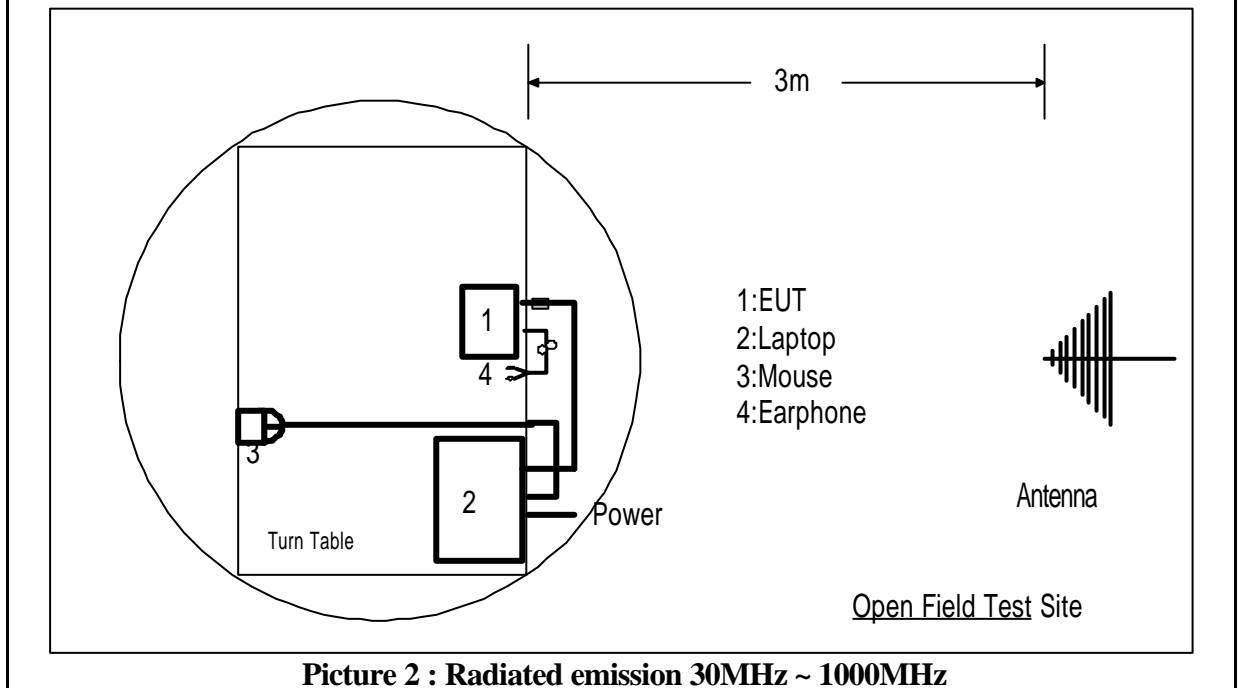 3m
1
4
3
2
Power
Turn Table
1:EUT
2:Laptop
3:Mouse
4:Earphone
Antenna
Open Field Test Site
Picture 2 : Radiated emission 30MHz ~ 1000MHz